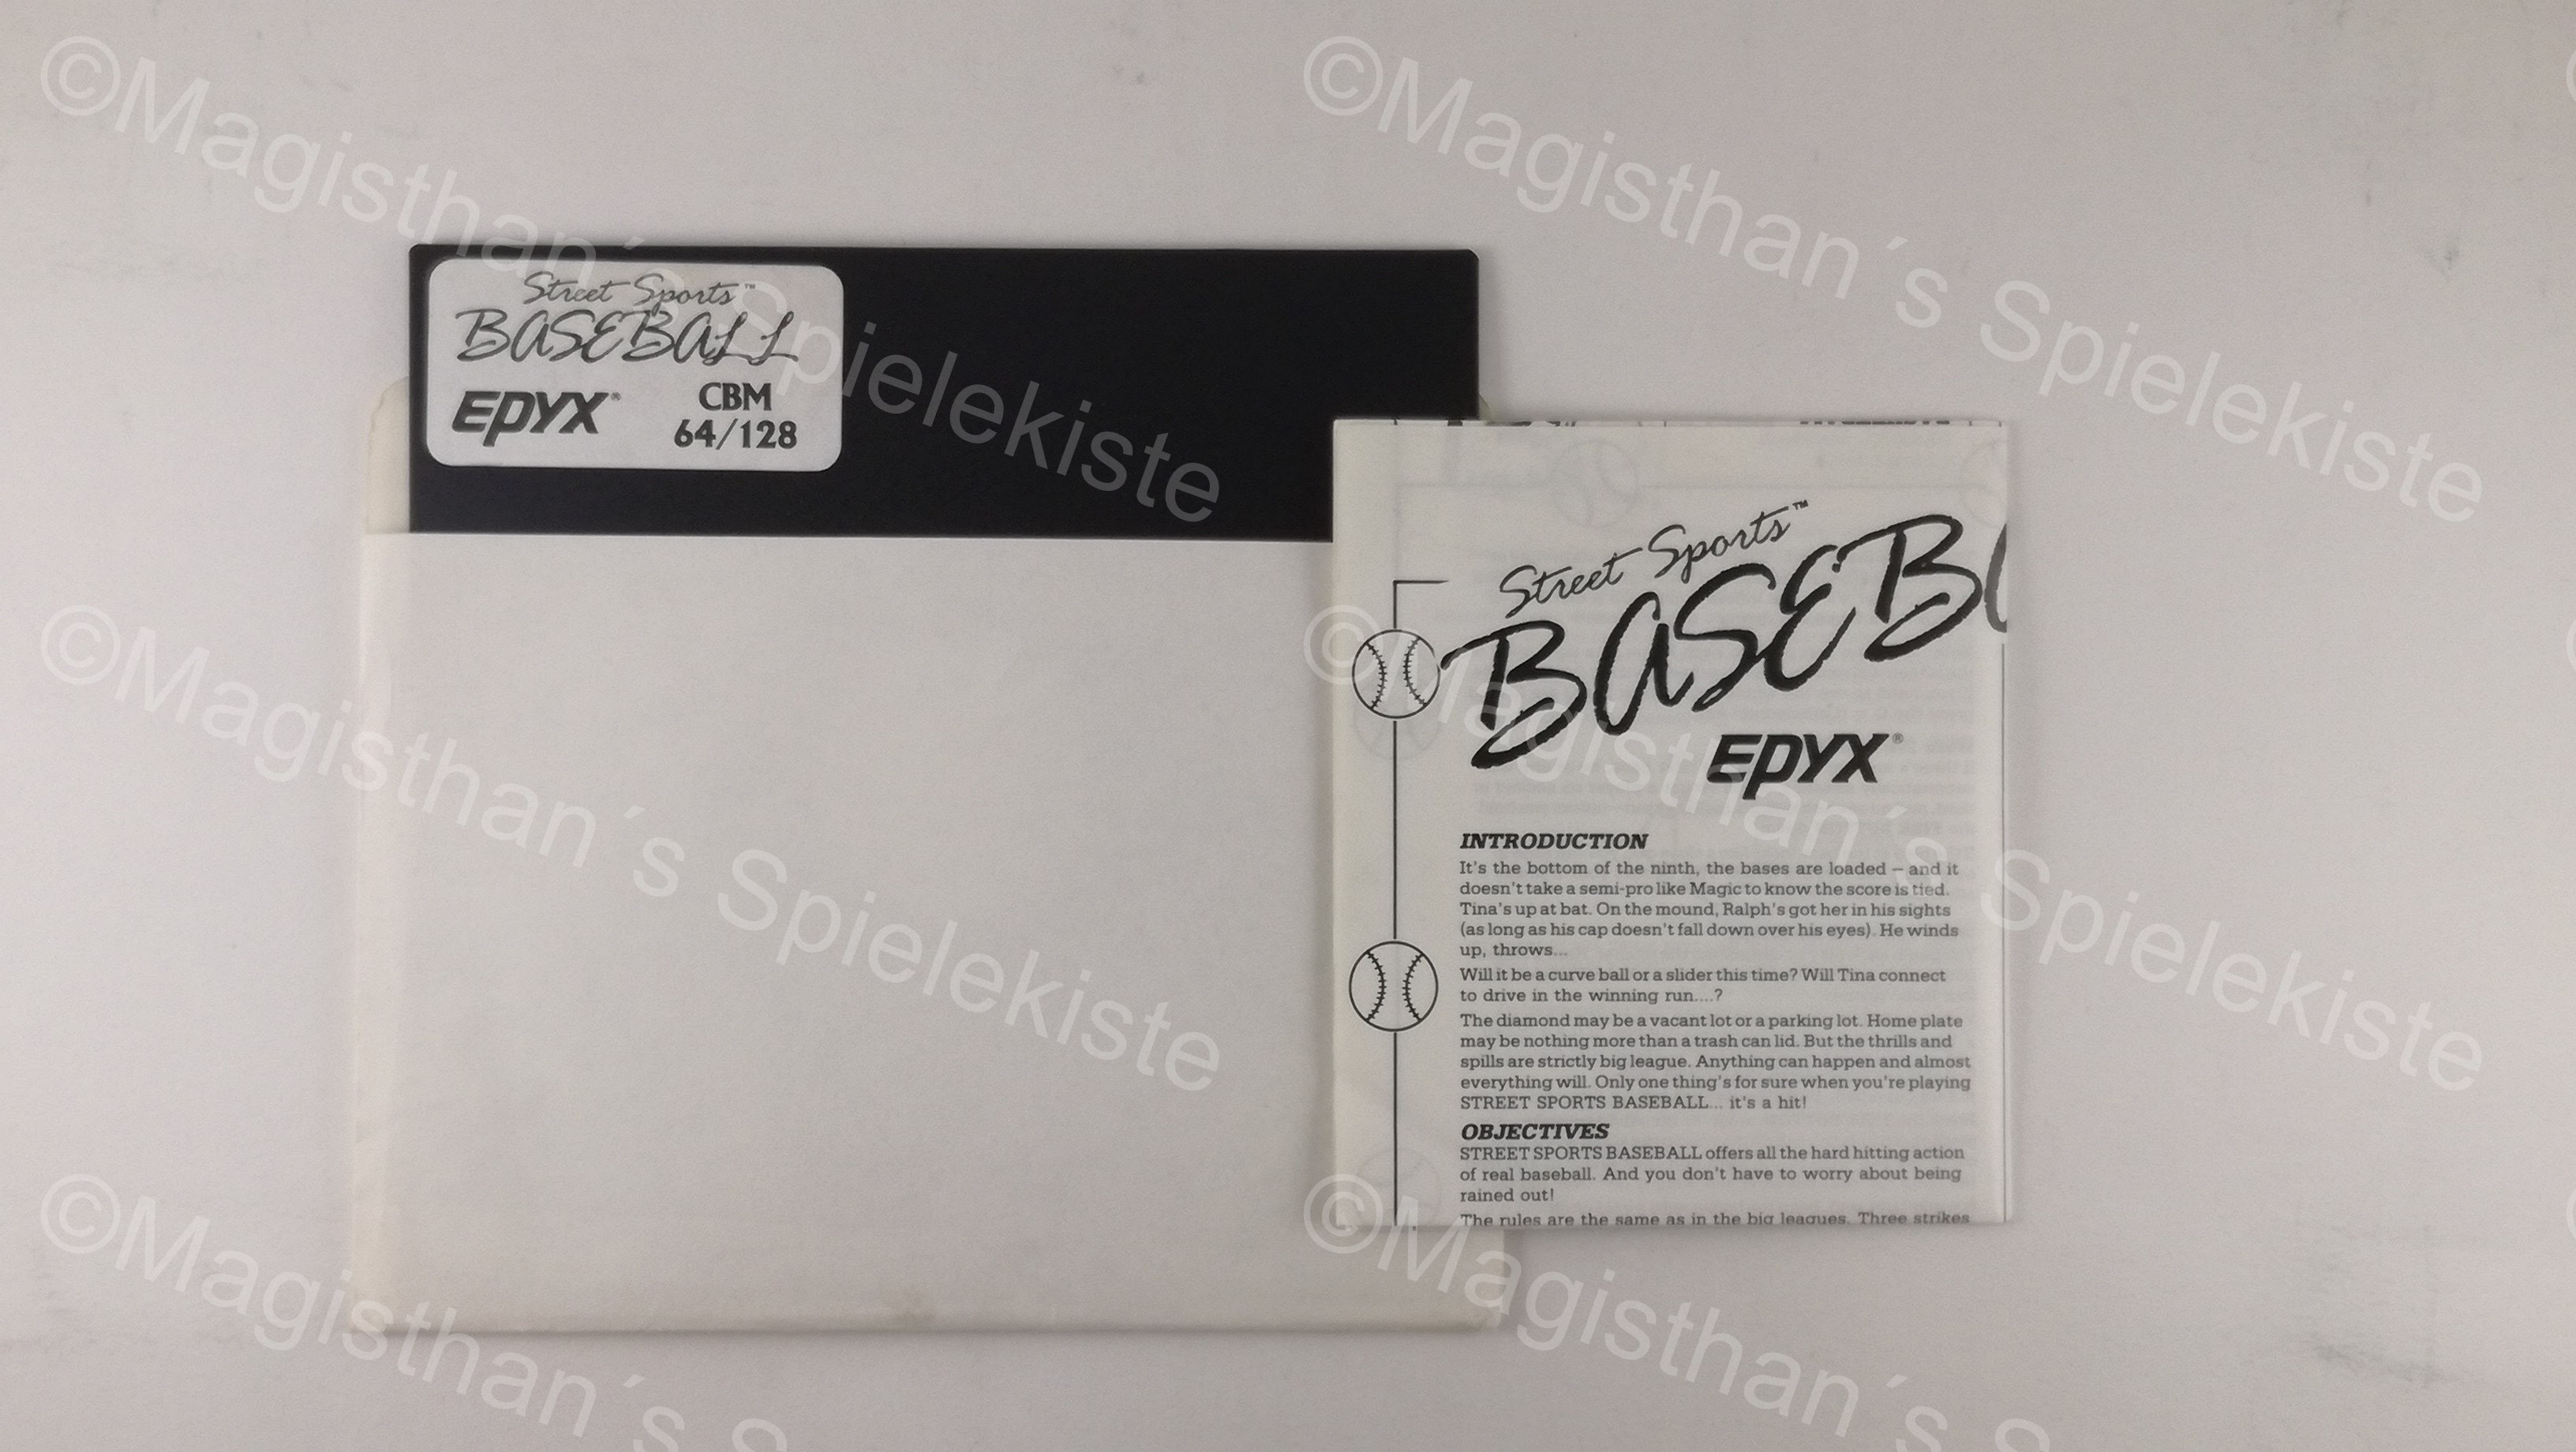 ©Magisthan´s Spielekiste
©Magisthan´s Spielekiste
Street Sports™
BASEBALL
EPYX®
CBM
64/128
Street Sports™
BASEB
EPYX®
INTRODUCTION
It's the bottom of the ninth, the bases are loaded – and it
doesn't take a semi-pro like Magic to know the score is tied.
Tina's up at bat. On the mound, Ralph's got her in his sights
(as long as his cap doesn't fall down over his eyes). He winds
up, throws...
Will it be a curve ball or a slider this time? Will Tina connect
to drive in the winning run....?
The diamond may be a vacant lot or a parking lot. Home plate
may be nothing more than a trash can lid. But the thrills and
spills are strictly big league. Anything can happen and almost
everything will. Only one thing's for sure when you're playing
STREET SPORTS BASEBALL... it's a hit!
OBJECTIVES
STREET SPORTS BASEBALL offers all the hard hitting action
of real baseball. And you don't have to worry about being
rained out!
The rules are the same as in the big leagues. Three strikes
©Magisthan´s Spielekiste
©Magisthan´s Spielekiste
©Magisthan´s S
©Magisthan´s S